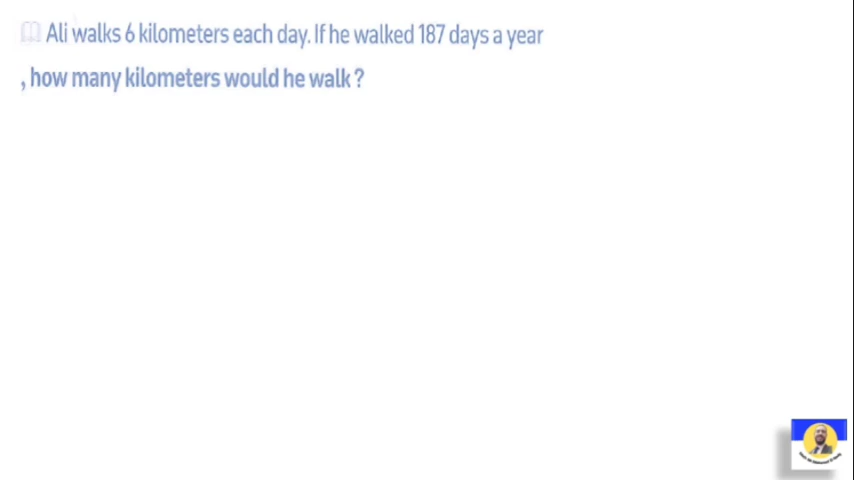 Ali walks 6 kilometers each day. If he walked 187 days a year
, how many kilometers would he walk ?